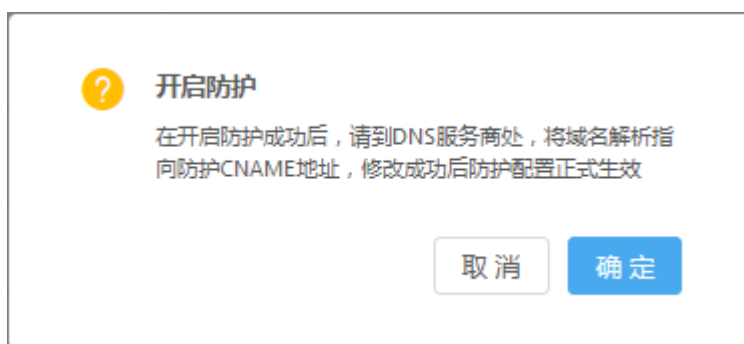 开启防护
在开启防护成功后，请到DNS服务商处，将域名解析指
向防护CNAME地址，修改成功后防护配置正式生效
取 消
确 定